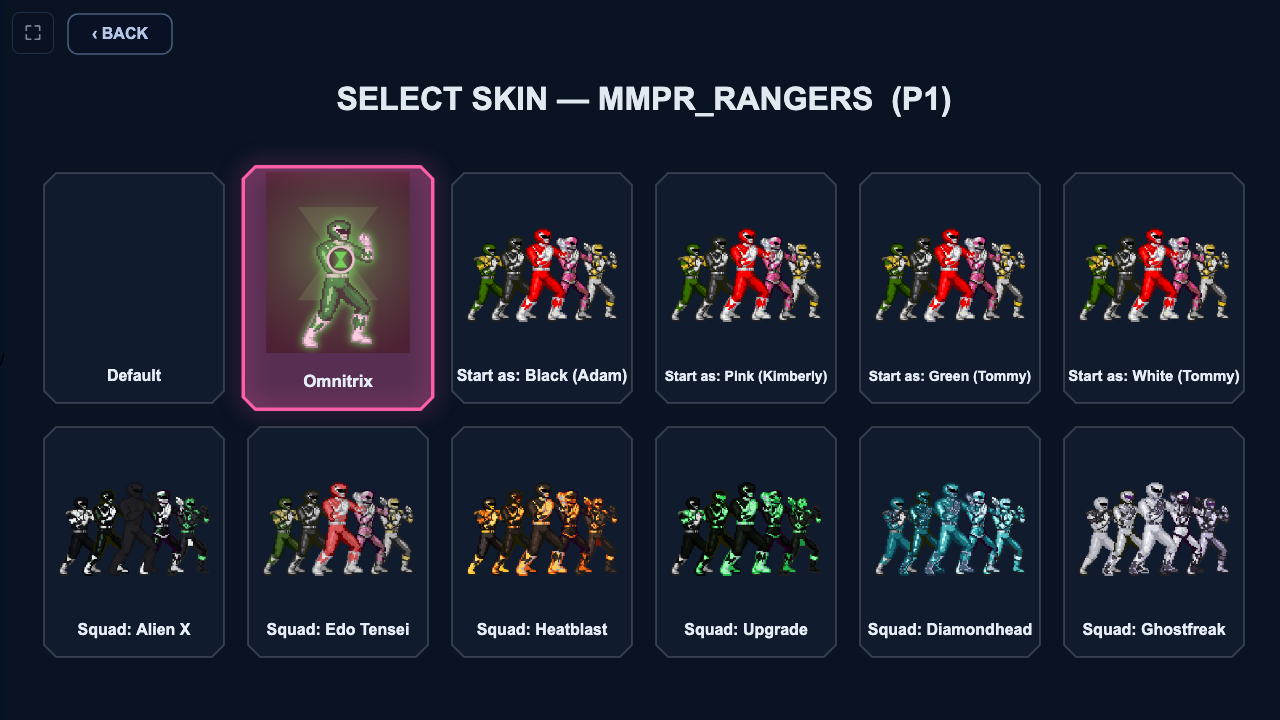 ‹ BACK
SELECT SKIN — MMPR_RANGERS (P1)
Default
Omnitrix
Start as: Black (Adam)
Start as: Pink (Kimberly)
Start as: Green (Tommy)
Start as: White (Tommy)
Squad: Alien X
Squad: Edo Tensei
Squad: Heatblast
Squad: Upgrade
Squad: Diamondhead
Squad: Ghostfreak